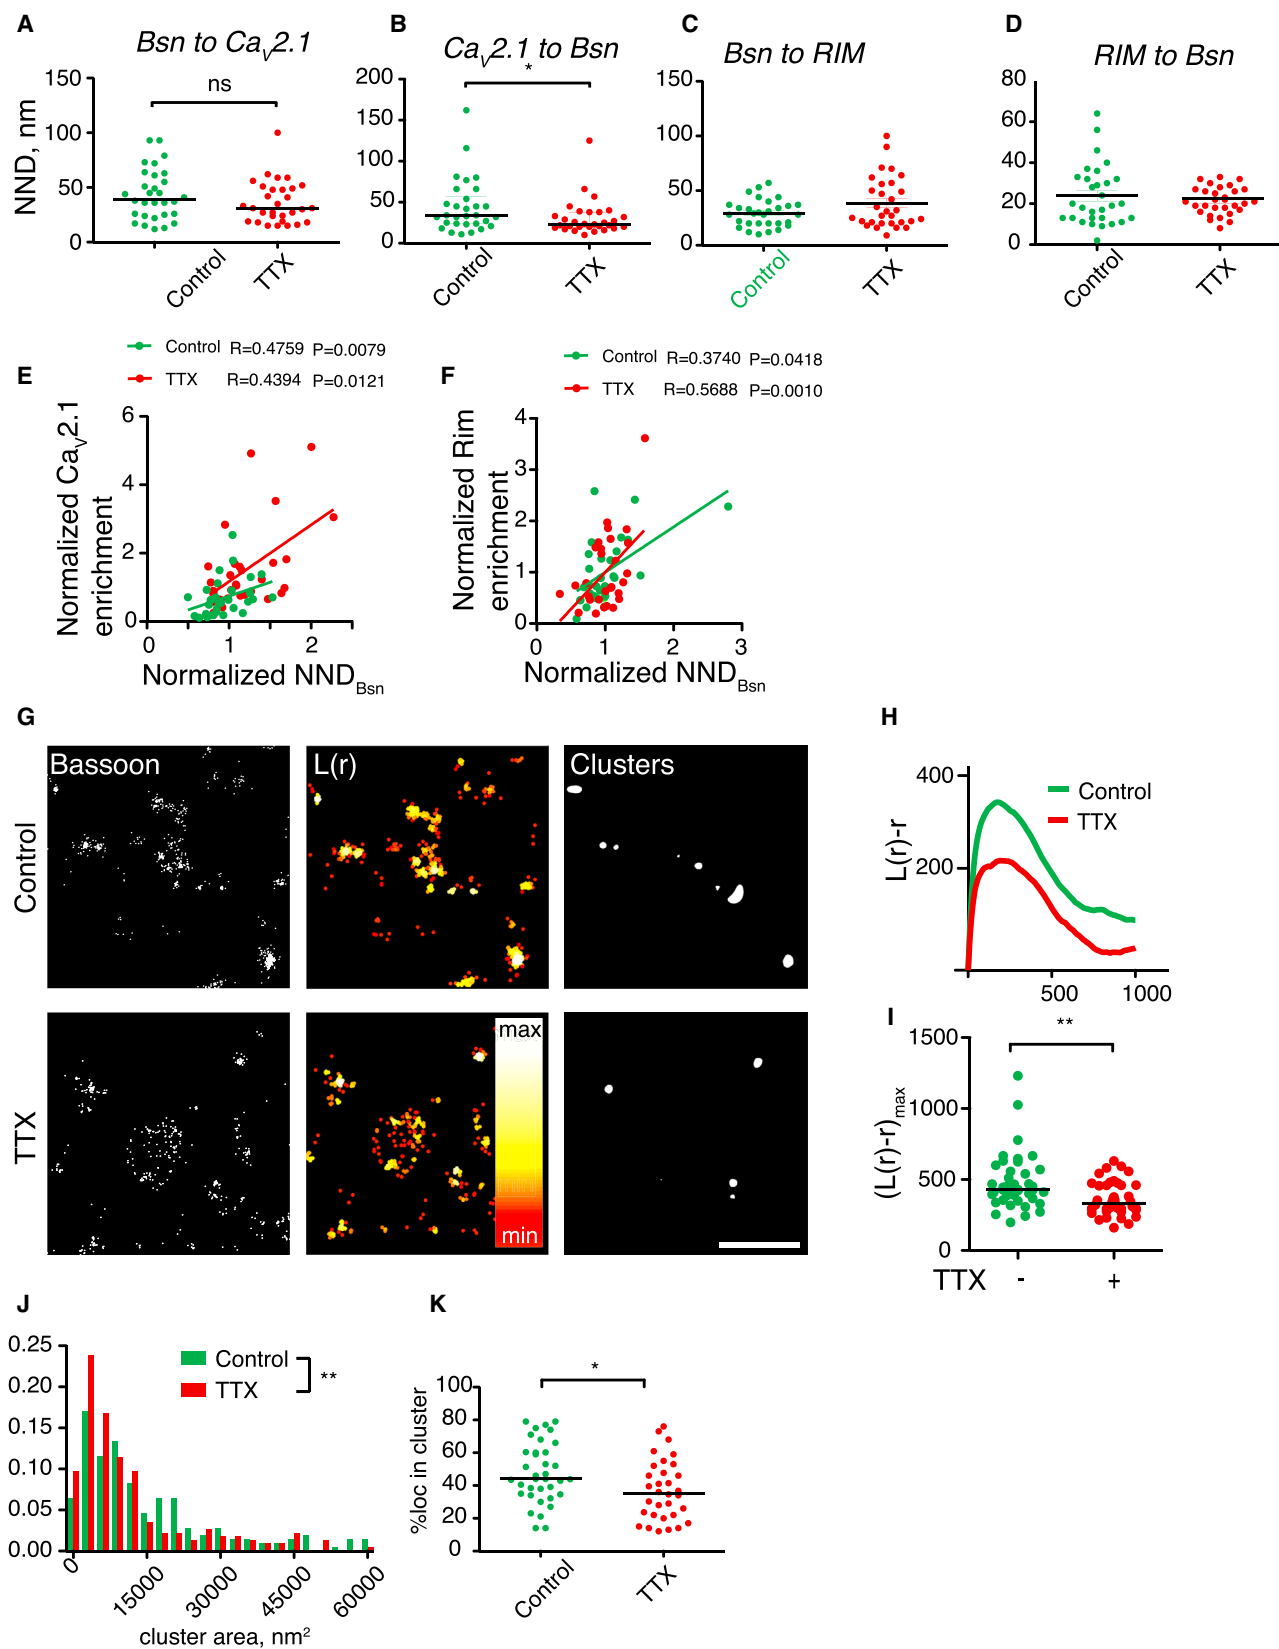 A
Bsn to CaV2.1
NND, nm
150
100
50
0
ns
Control
TTX
B
CaV2.1 to Bsn
200
150
100
50
0
*
Control
TTX
C
Bsn to RIM
150
100
50
0
Control
TTX
D
RIM to Bsn
80
60
40
20
0
Control
TTX
E
Control R=0.4759 P=0.0079
TTX R=0.4394 P=0.0121
Normalized CaV2.1
enrichment
6
4
2
0
0 1 2
Normalized NNDBsn
F
Control R=0.3740 P=0.0418
TTX R=0.5688 P=0.0010
Normalized Rim
enrichment
4
3
2
1
0
0 1 2 3
Normalized NNDBsn
G
Bassoon
L(r)
Clusters
Control
TTX
max
min
H
L(r)-r
400
200
Control
TTX
500 1000
I
(L(r)-r)max
1500
1000
500
0
**
TTX - +
J
0.25
0.20
0.15
0.10
0.05
0.00
Control
TTX
**
0 15000 30000 45000 60000
cluster area, nm²
K
%loc in cluster
100
80
60
40
20
0
*
Control
TTX